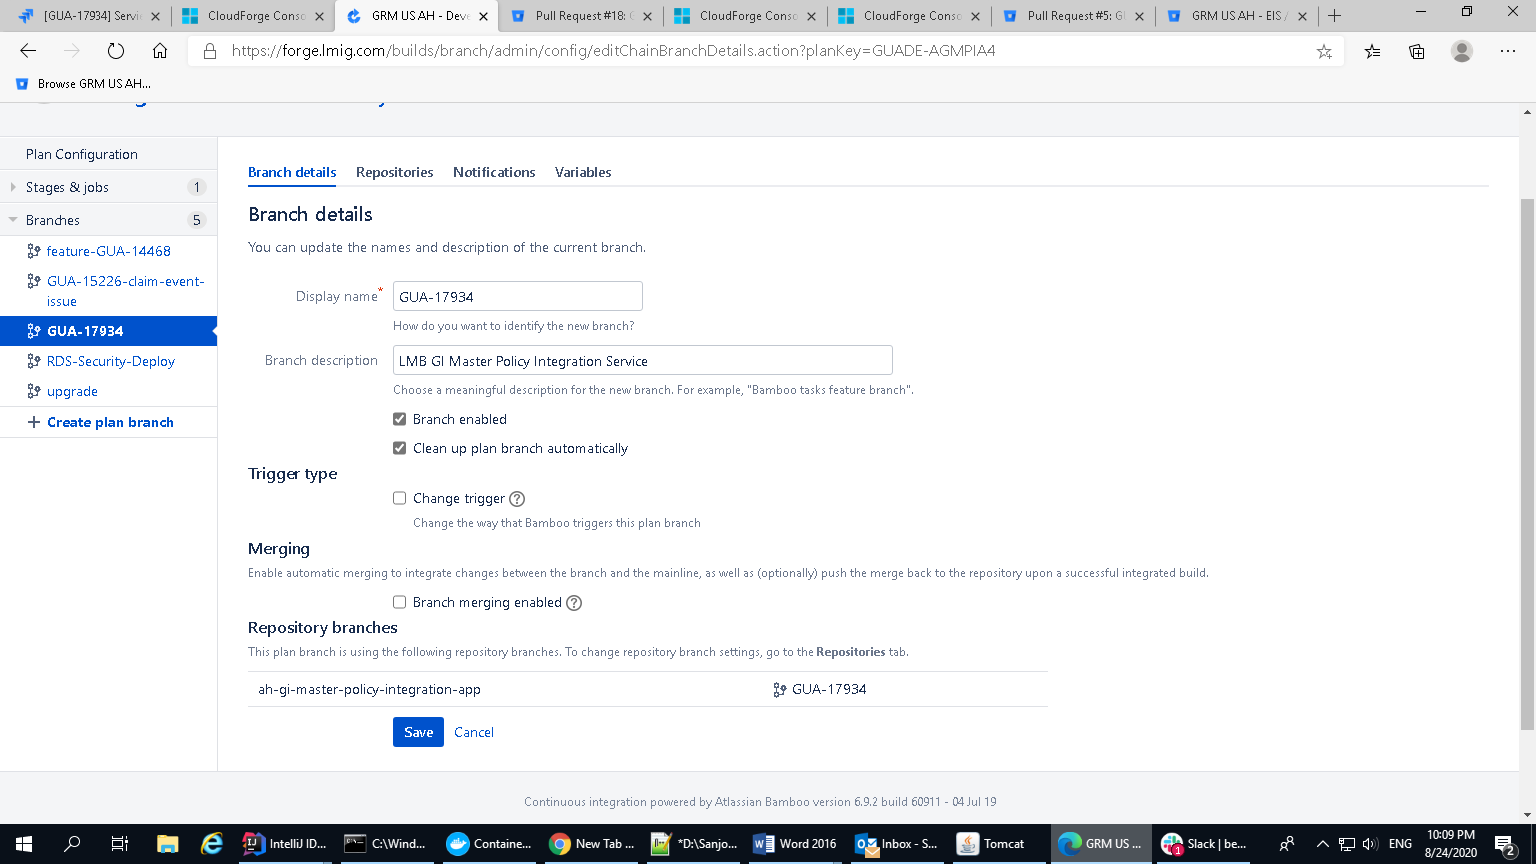 [GUA-17934] Servi
CloudForge Conso
GRM US AH - Deve
Pull Request #18: G
CloudForge Conso
CloudForge Conso
Pull Request #5: GU
GRM US AH - EIS /
https://forge.lmig.com/builds/branch/admin/config/editChainBranchDetails.action?planKey=GUADE-AGMPIA4
Browse GRM US AH...
Plan Configuration
Stages & jobs 1
Branches 5
feature-GUA-14468
GUA-15226-claim-event-
issue
GUA-17934
RDS-Security-Deploy
upgrade
Create plan branch
Branch details Repositories Notifications Variables
Branch details
You can update the names and description of the current branch.
Display name* GUA-17934
How do you want to identify the new branch?
Branch description LMB GI Master Policy Integration Service
Choose a meaningful description for the new branch. For example, "Bamboo tasks feature branch".
Branch enabled
Clean up plan branch automatically
Trigger type
Change trigger ?
Change the way that Bamboo triggers this plan branch
Merging
Enable automatic merging to integrate changes between the branch and the mainline, as well as (optionally) push the merge back to the repository upon a successful integrated build.
Branch merging enabled ?
Repository branches
This plan branch is using the following repository branches. To change repository branch settings, go to the Repositories tab.
ah-gi-master-policy-integration-app GUA-17934
Save Cancel
Continuous integration powered by Atlassian Bamboo version 6.9.2 build 60911 - 04 Jul 19
IntelliJ ID...
C:\Wind...
Containe...
New Tab ...
*D:\Sanjo...
Word 2016
Inbox - S...
Tomcat
GRM US ...
Slack | be...
1
ENG
10:09 PM
8/24/2020
2